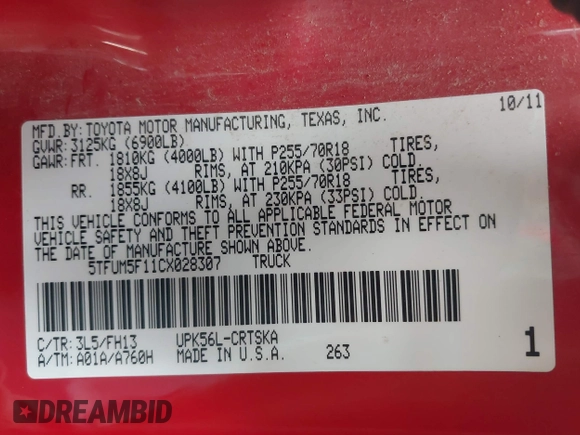 10/11
MFD.BY:TOYOTA MOTOR MANUFACTURING, TEXAS, INC.
GVWR:3125KG (6900LB)
GAWR:FRT. 1810KG (4000LB) WITH P255/70R18 TIRES,
18X8J RIMS, AT 210KPA (30PSI) COLD.
RR. 1855KG (4100LB) WITH P255/70R18 TIRES,
18X8J RIMS, AT 230KPA (33PSI) COLD.
THIS VEHICLE CONFORMS TO ALL APPLICABLE FEDERAL MOTOR
VEHICLE SAFETY AND THEFT PREVENTION STANDARDS IN EFFECT ON
THE DATE OF MANUFACTURE SHOWN ABOVE.
5TFUM5F11CX028307 TRUCK
C/TR:3L5/FH13 UPK56L-CRTSKA
A/TM:A01A/A760H MADE IN U.S.A. 263 1
DREAMBID